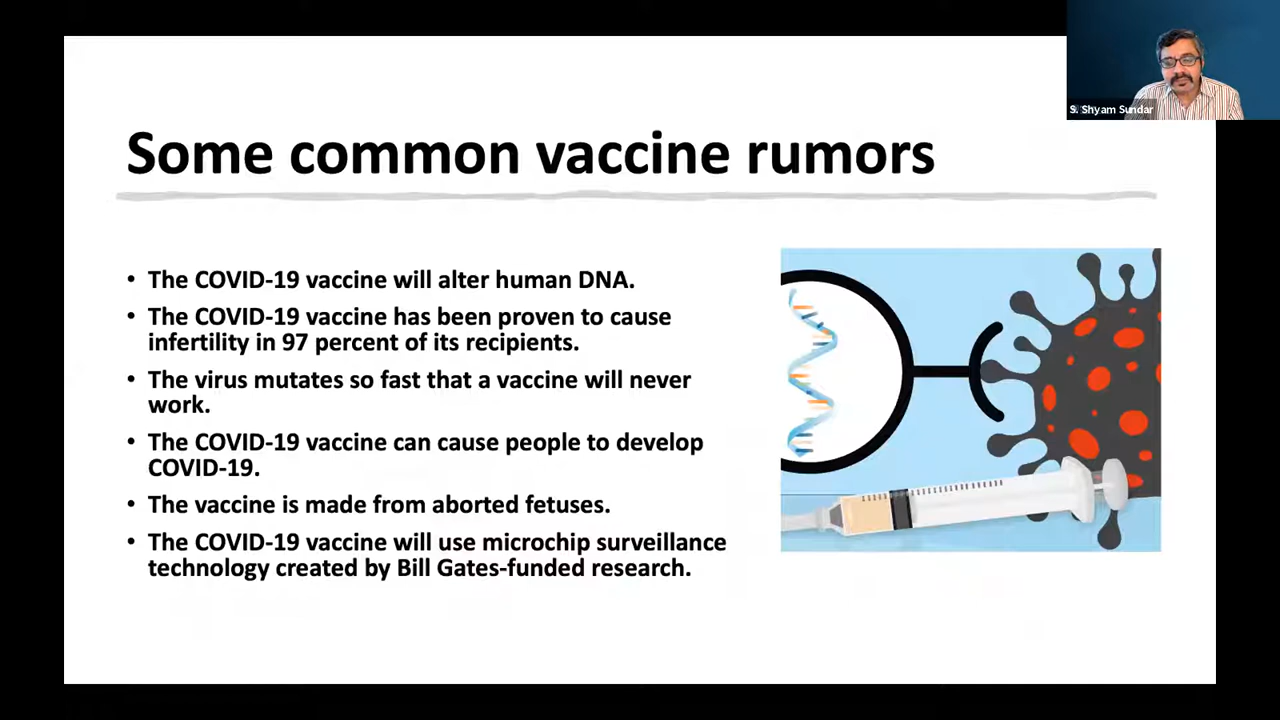 S. Shyam Sundar
Some common vaccine rumors
• The COVID-19 vaccine will alter human DNA.
• The COVID-19 vaccine has been proven to cause
infertility in 97 percent of its recipients.
• The virus mutates so fast that a vaccine will never
work.
• The COVID-19 vaccine can cause people to develop
COVID-19.
• The vaccine is made from aborted fetuses.
• The COVID-19 vaccine will use microchip surveillance
technology created by Bill Gates-funded research.